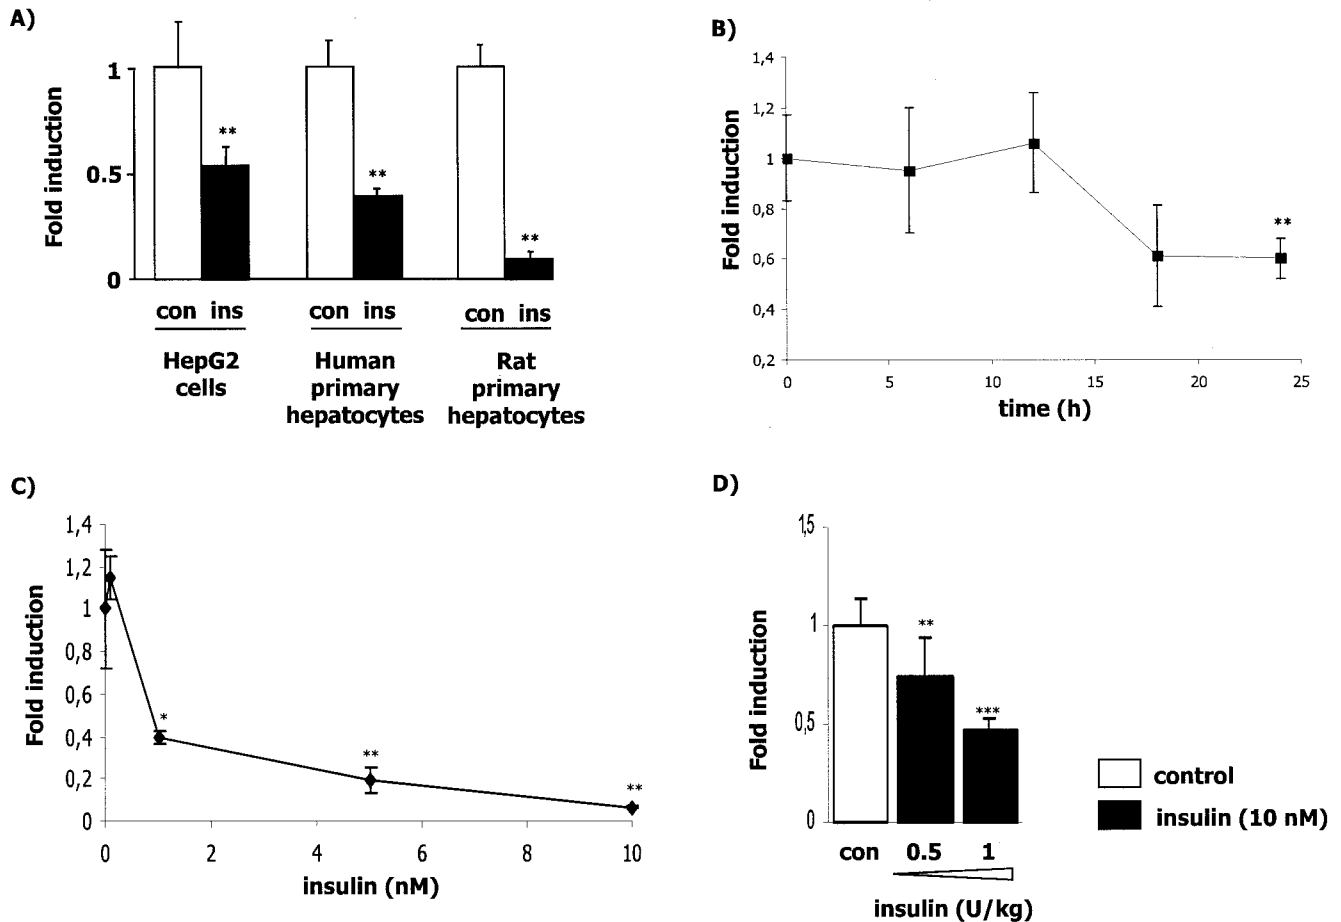 A)
Fold induction
1
0.5
0
**
**
**
con ins
con ins
con ins
HepG2
cells
Human
primary
hepatocytes
Rat
primary
hepatocytes
B)
Fold induction
1,4
1,2
1
0,8
0,6
0,4
0,2
**
0
5
10
15
20
25
time (h)
C)
Fold induction
1,4
1,2
1
0,8
0,6
0,4
0,2
0
*
**
**
0
2
4
6
8
10
insulin (nM)
D)
Fold induction
1,5
1
0,5
0
**
***
con 0.5 1
insulin (U/kg)
control
insulin (10 nM)